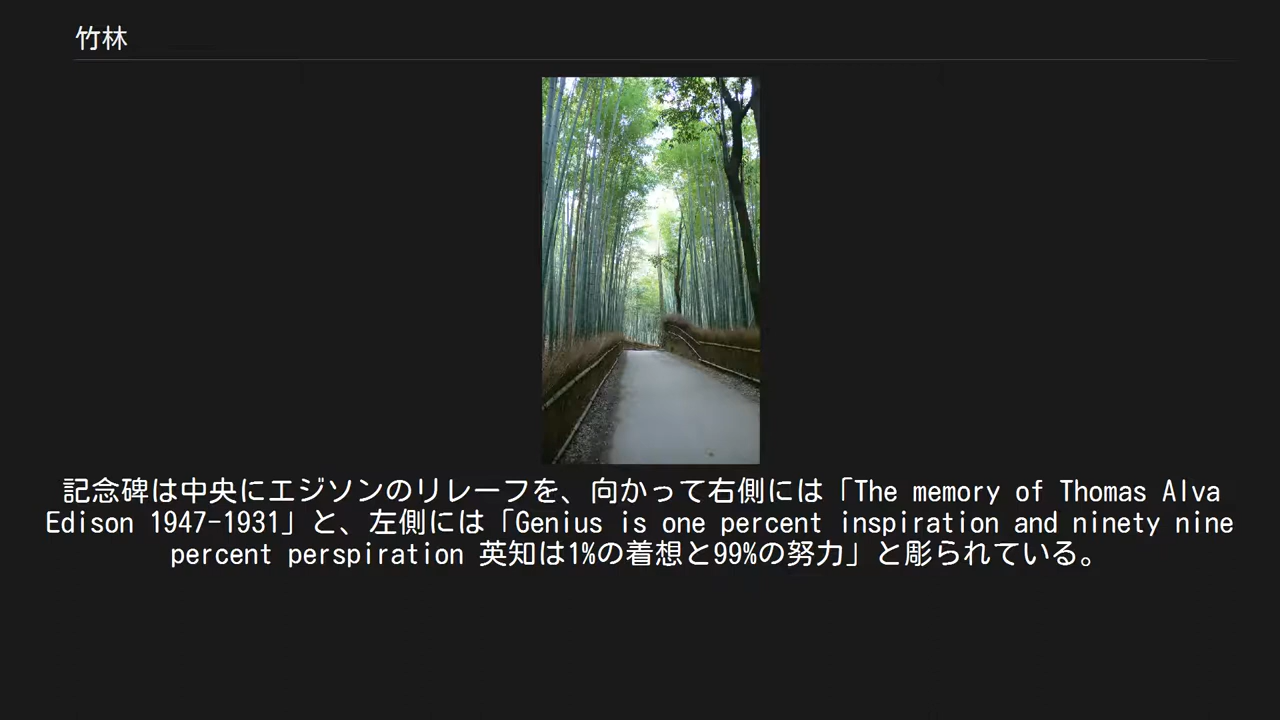 竹林
記念碑は中央にエジソンのリレーフを、向かって右側には「The memory of Thomas Alva
Edison 1947-1931」と、左側には「Genius is one percent inspiration and ninety nine
percent perspiration 英知は1%の着想と99%の努力」と彫られている。